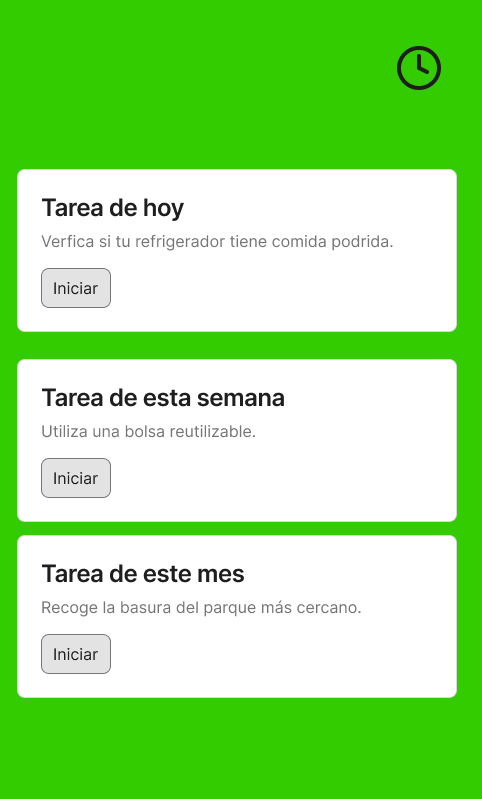 Tarea de hoy
Verfica si tu refrigerador tiene comida podrida.
Iniciar
Tarea de esta semana
Utiliza una bolsa reutilizable.
Iniciar
Tarea de este mes
Recoge la basura del parque más cercano.
Iniciar